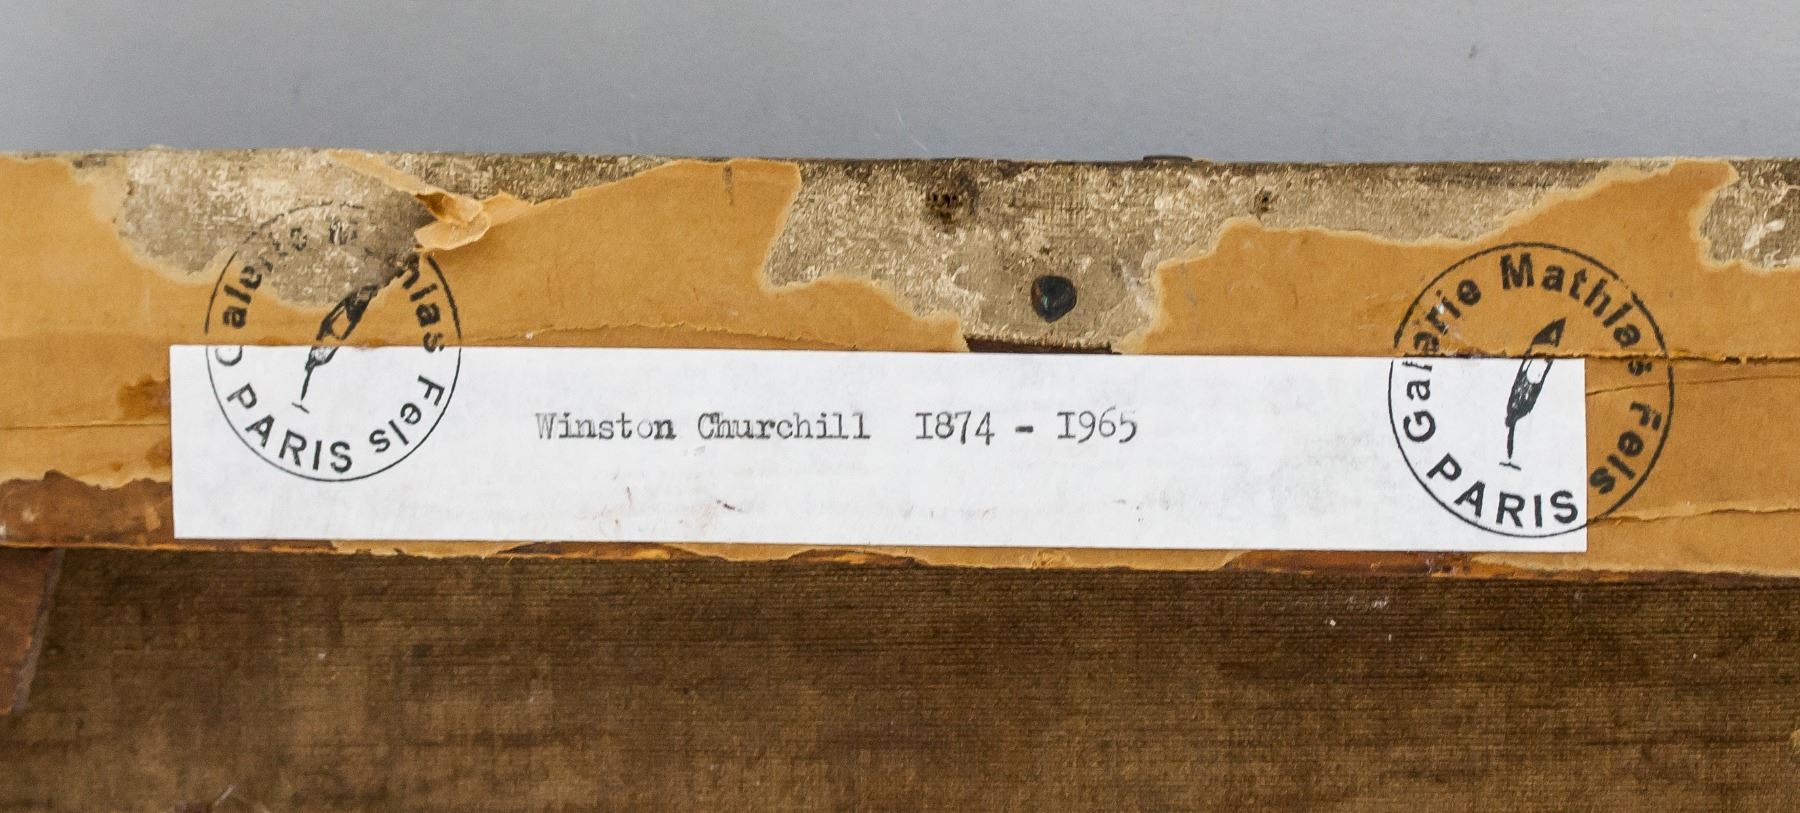 Galerie Mathias Fels PARIS
Winston Churchill 1874 - 1965
Galerie Mathias Fels PARIS